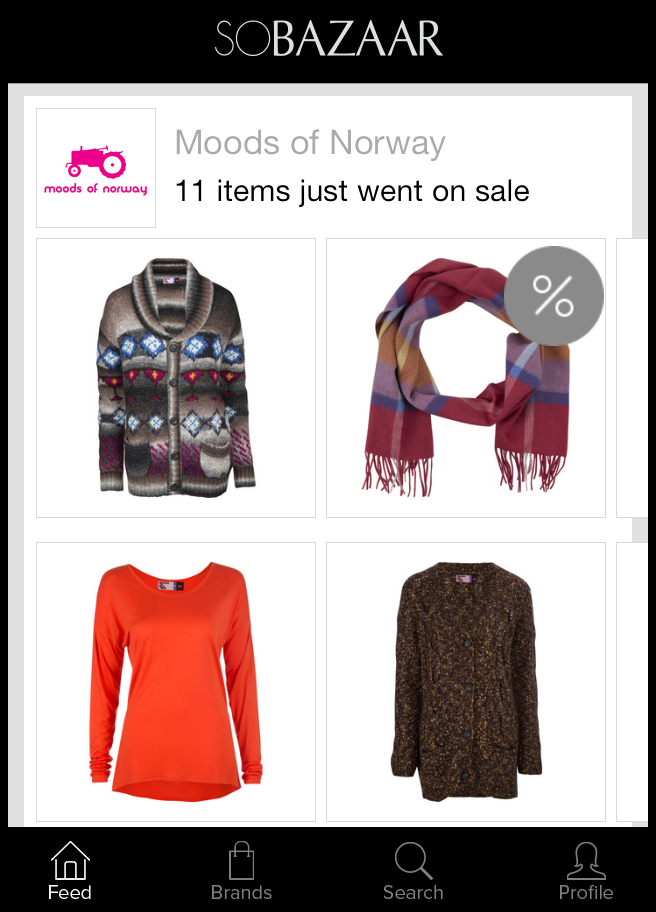 SOBAZAAR
moods of norway
Moods of Norway
11 items just went on sale
%
Feed
Brands
Search
Profile